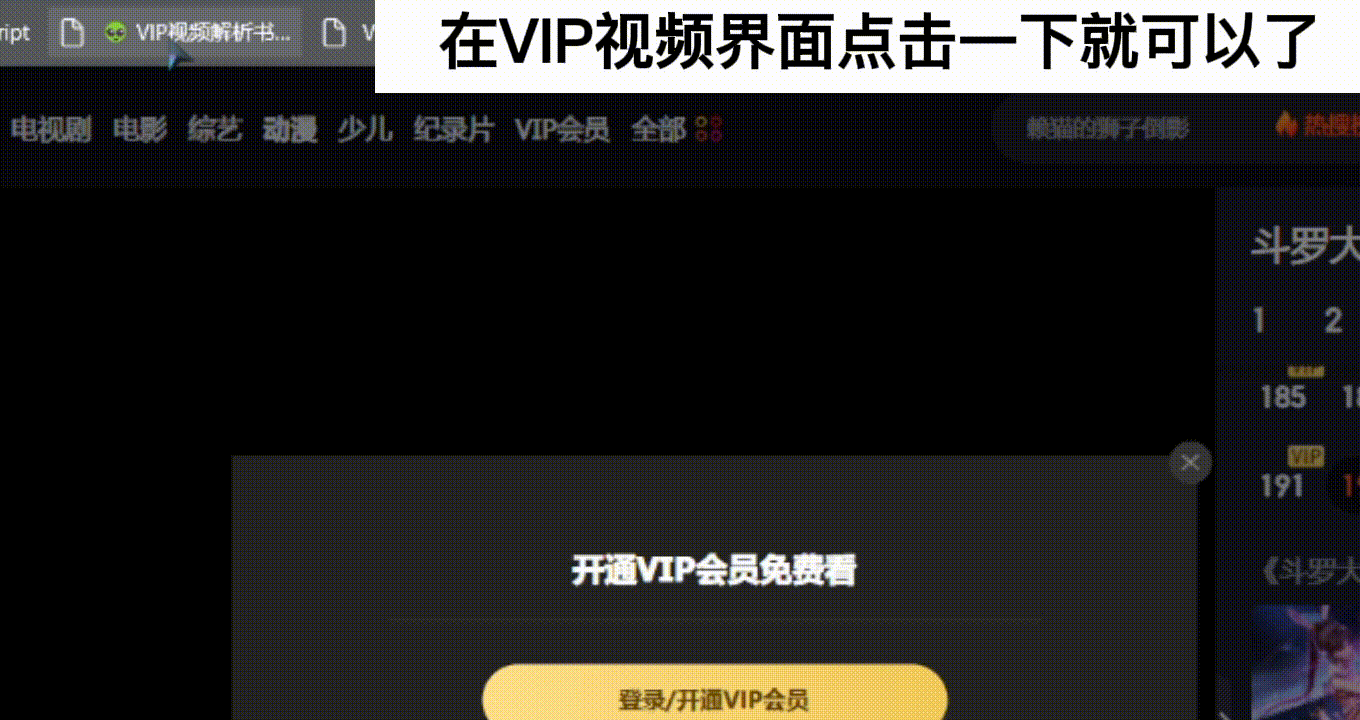 ript
VIP视频解析书...
V
在VIP视频界面点击一下就可以了
电视剧 电影 综艺 动漫 少儿 纪录片 VIP会员 全部
赖猫的狮子倒影
热搜榜
斗罗大
1 2
185 18
VIP
191 19
《斗罗大
开通VIP会员免费看
登录/开通VIP会员